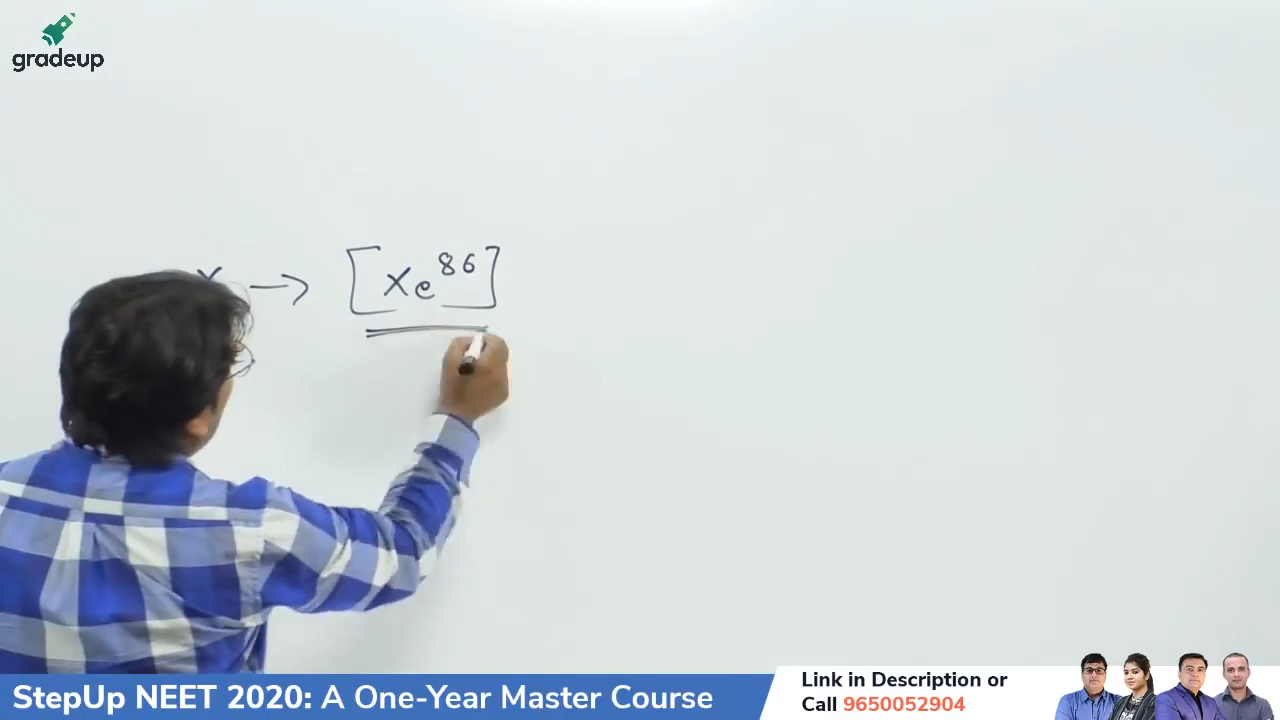 gradeup
x → [Xe⁸⁶]
StepUp NEET 2020: A One-Year Master Course
Link in Description or
Call 9650052904